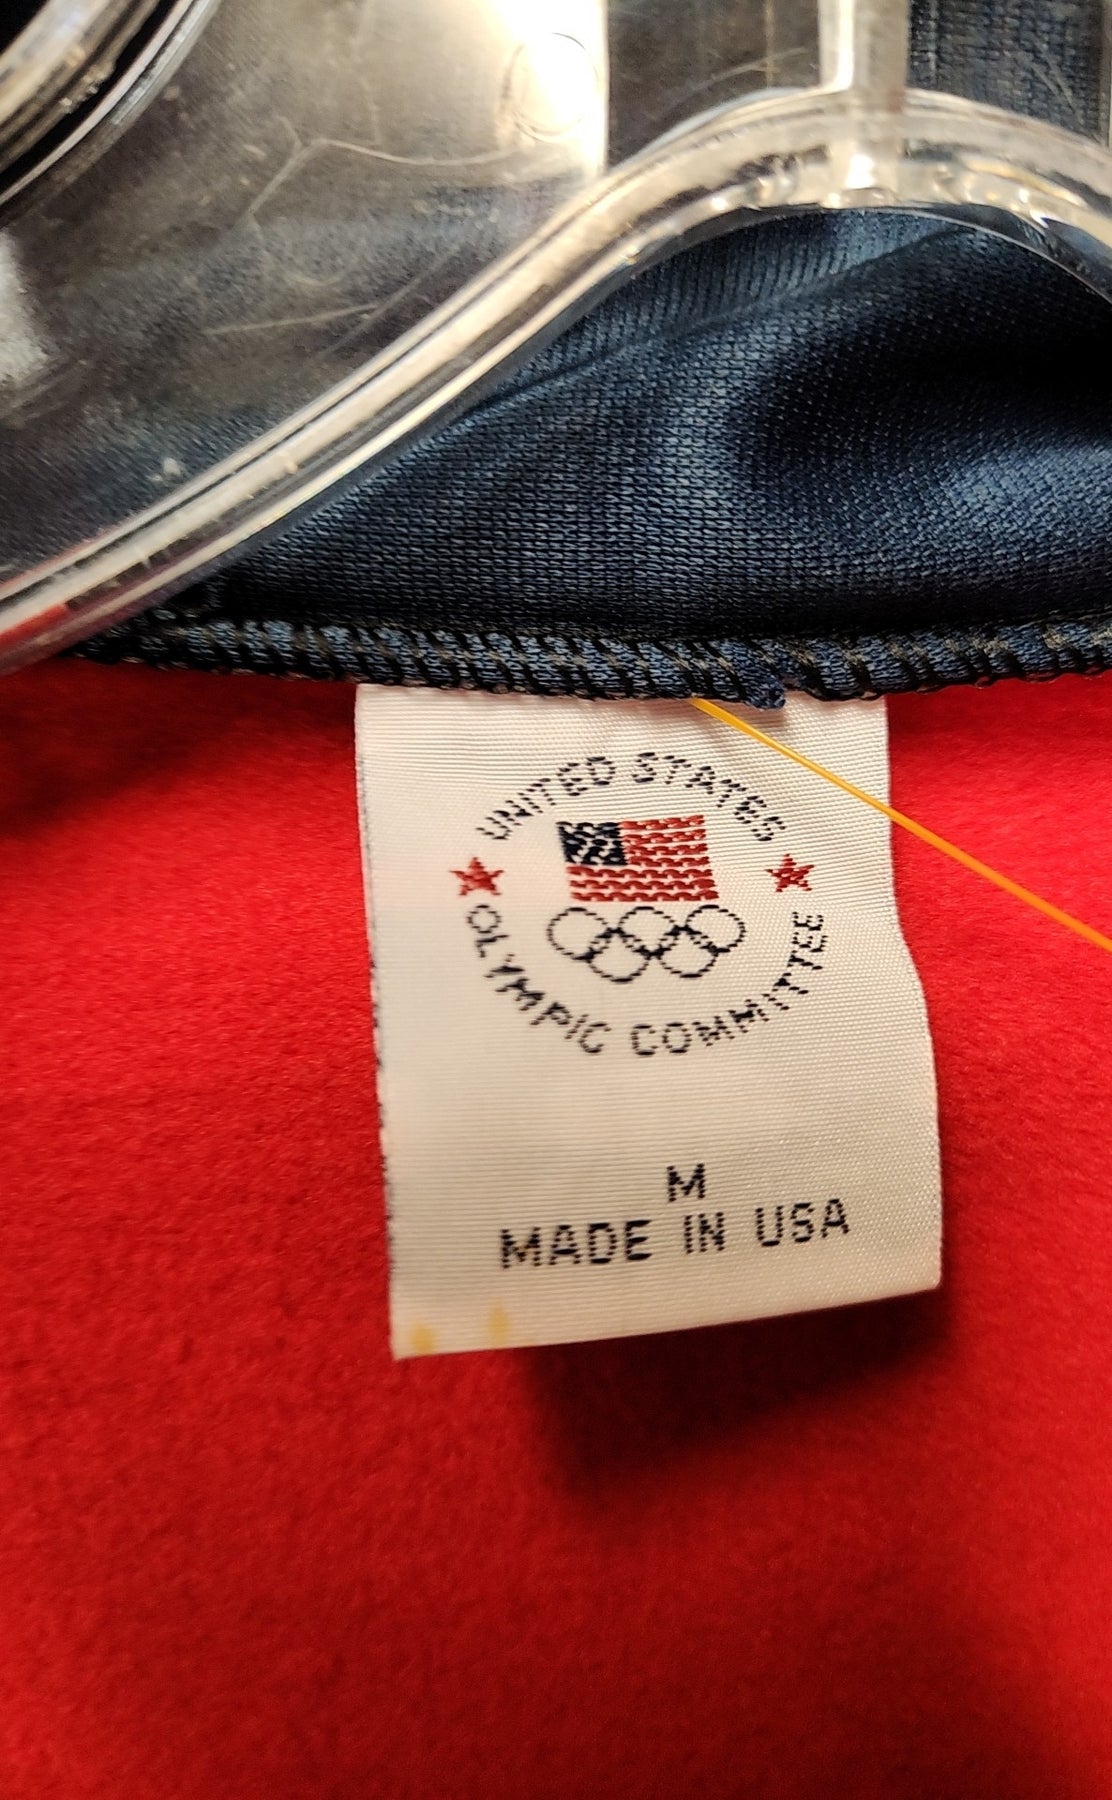 UNITED STATES
OLYMPIC COMMITTEE
M
MADE IN USA